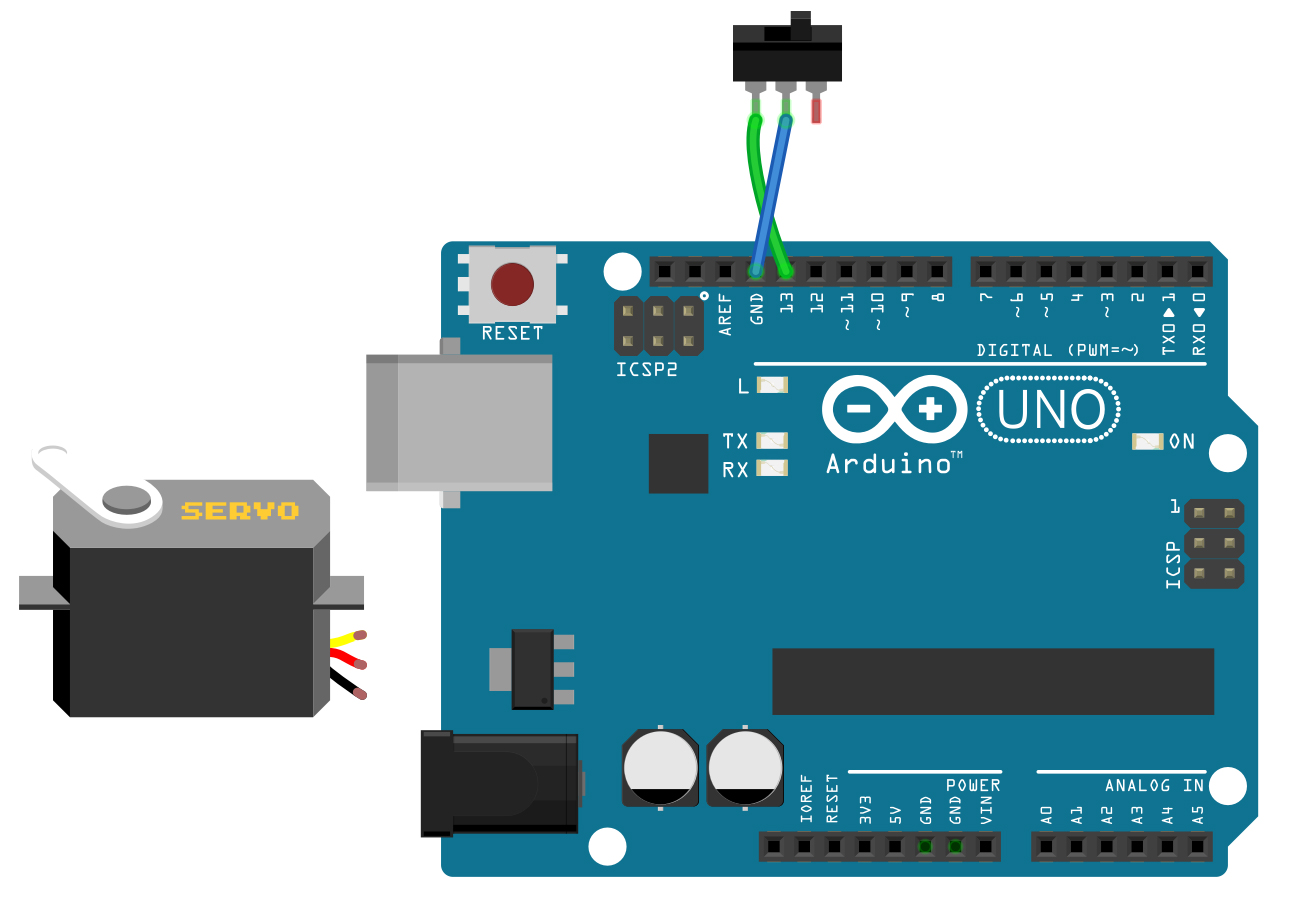 RESET
AREF
GND
13
12
~11
~10
~9
8
7
~6
~5
4
~3
2
TX0▶1
RX0◀0
DIGITAL (PWM=~)
ICSP2
L
TX
RX
Arduino™
UNO
ON
1
ICSP
SERVO
IOREF
RESET
3V3
5V
GND
GND
VIN
POWER
ANALOG IN
A0
A1
A2
A3
A4
A5